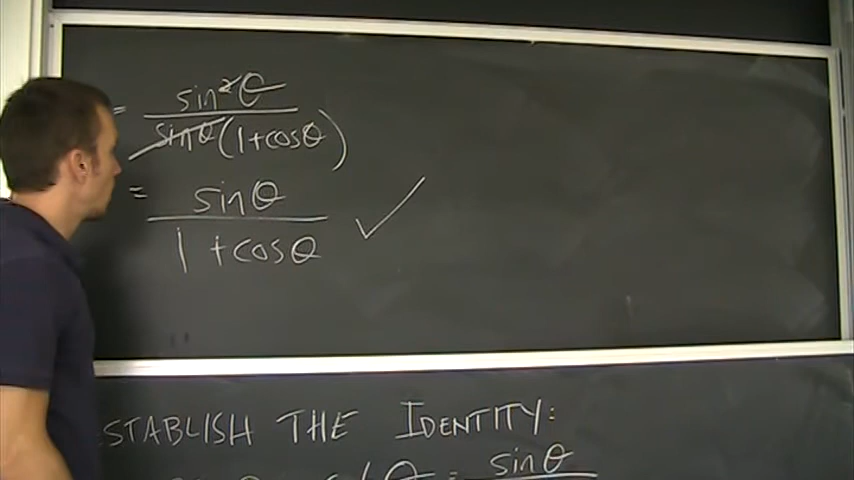 = sin²θ
sinθ(1+cosθ)
= sinθ
1+cosθ ✓
ESTABLISH THE IDENTITY:
= sinθ